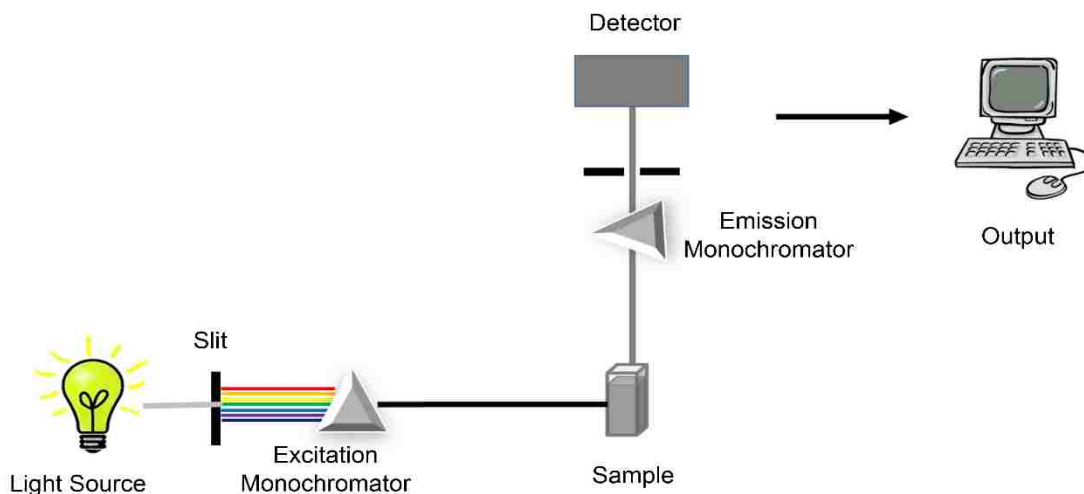 Detector
Emission
Monochromator
Output
Slit
Light Source
Excitation
Monochromator
Sample